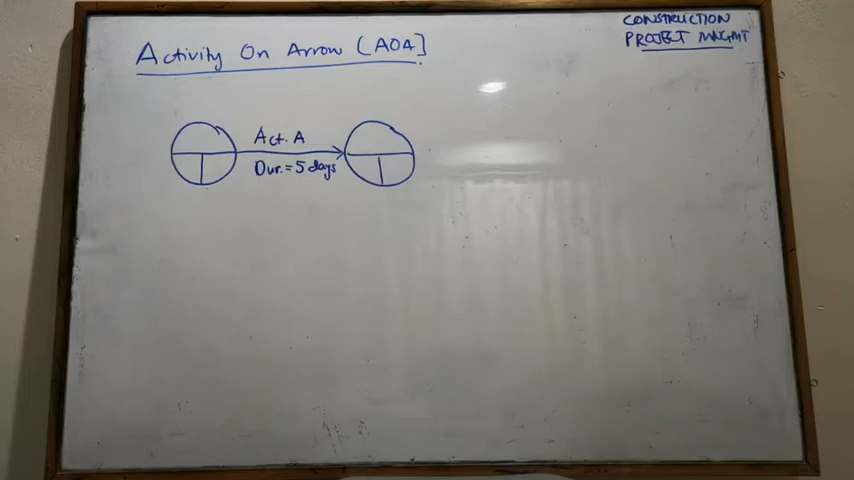 CONSTRUCTION
PROJECT MNGMT
Activity On Arrow (AOA]
Act. A
Dur. = 5 days